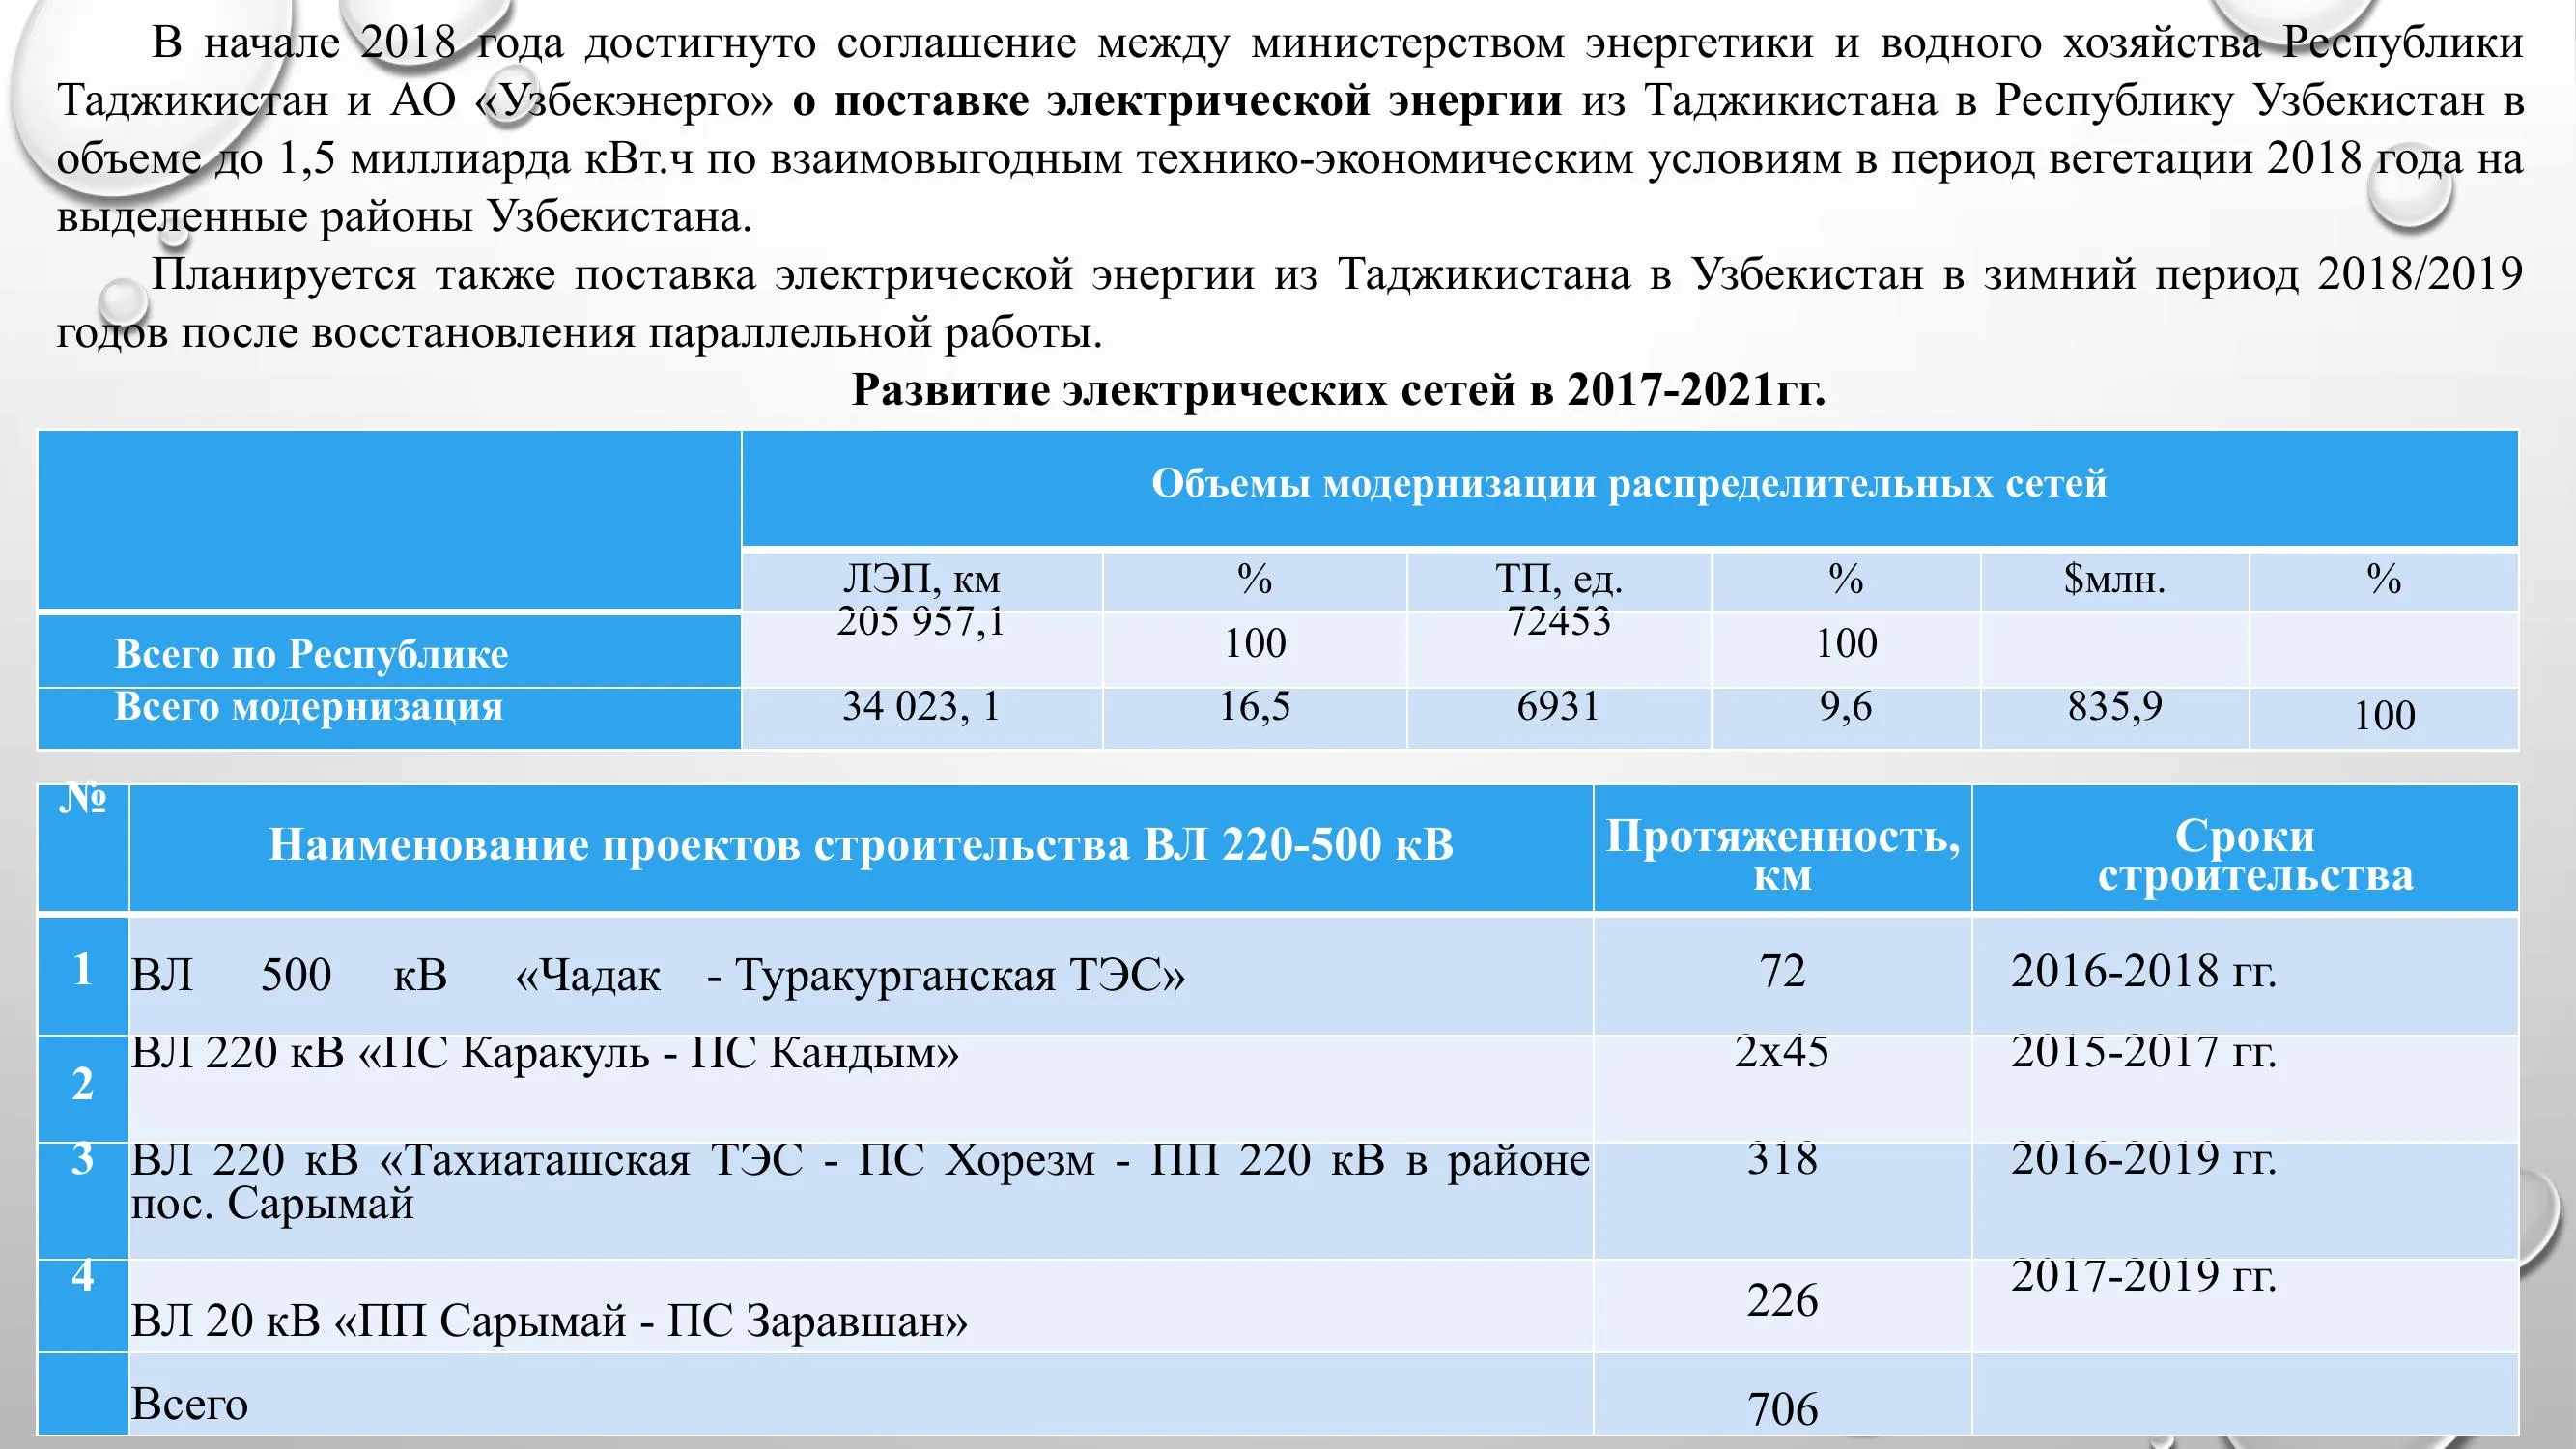 В начале 2018 года достигнуто соглашение между министерством энергетики и водного хозяйства Республики
Таджикистан и АО «Узбекэнерго» о поставке электрической энергии из Таджикистана в Республику Узбекистан в
объеме до 1,5 миллиарда кВт.ч по взаимовыгодным технико-экономическим условиям в период вегетации 2018 года на
выделенные районы Узбекистана.
Планируется также поставка электрической энергии из Таджикистана в Узбекистан в зимний период 2018/2019
годов после восстановления параллельной работы.
Развитие электрических сетей в 2017-2021гг.
Объемы модернизации распределительных сетей
ЛЭП, км % ТП, ед. % $млн. %
Всего по Республике 205 957,1 100 72453 100
Всего модернизация 34 023, 1 16,5 6931 9,6 835,9 100
№ Наименование проектов строительства ВЛ 220-500 кВ Протяженность, км Сроки строительства
1 ВЛ 500 кВ «Чадак - Туракурганская ТЭС» 72 2016-2018 гг.
2 ВЛ 220 кВ «ПС Каракуль - ПС Кандым» 2х45 2015-2017 гг.
3 ВЛ 220 кВ «Тахиаташская ТЭС - ПС Хорезм - ПП 220 кВ в районе 318 2016-2019 гг.
пос. Сарымай
4 ВЛ 20 кВ «ПП Сарымай - ПС Заравшан» 226 2017-2019 гг.
Всего 706